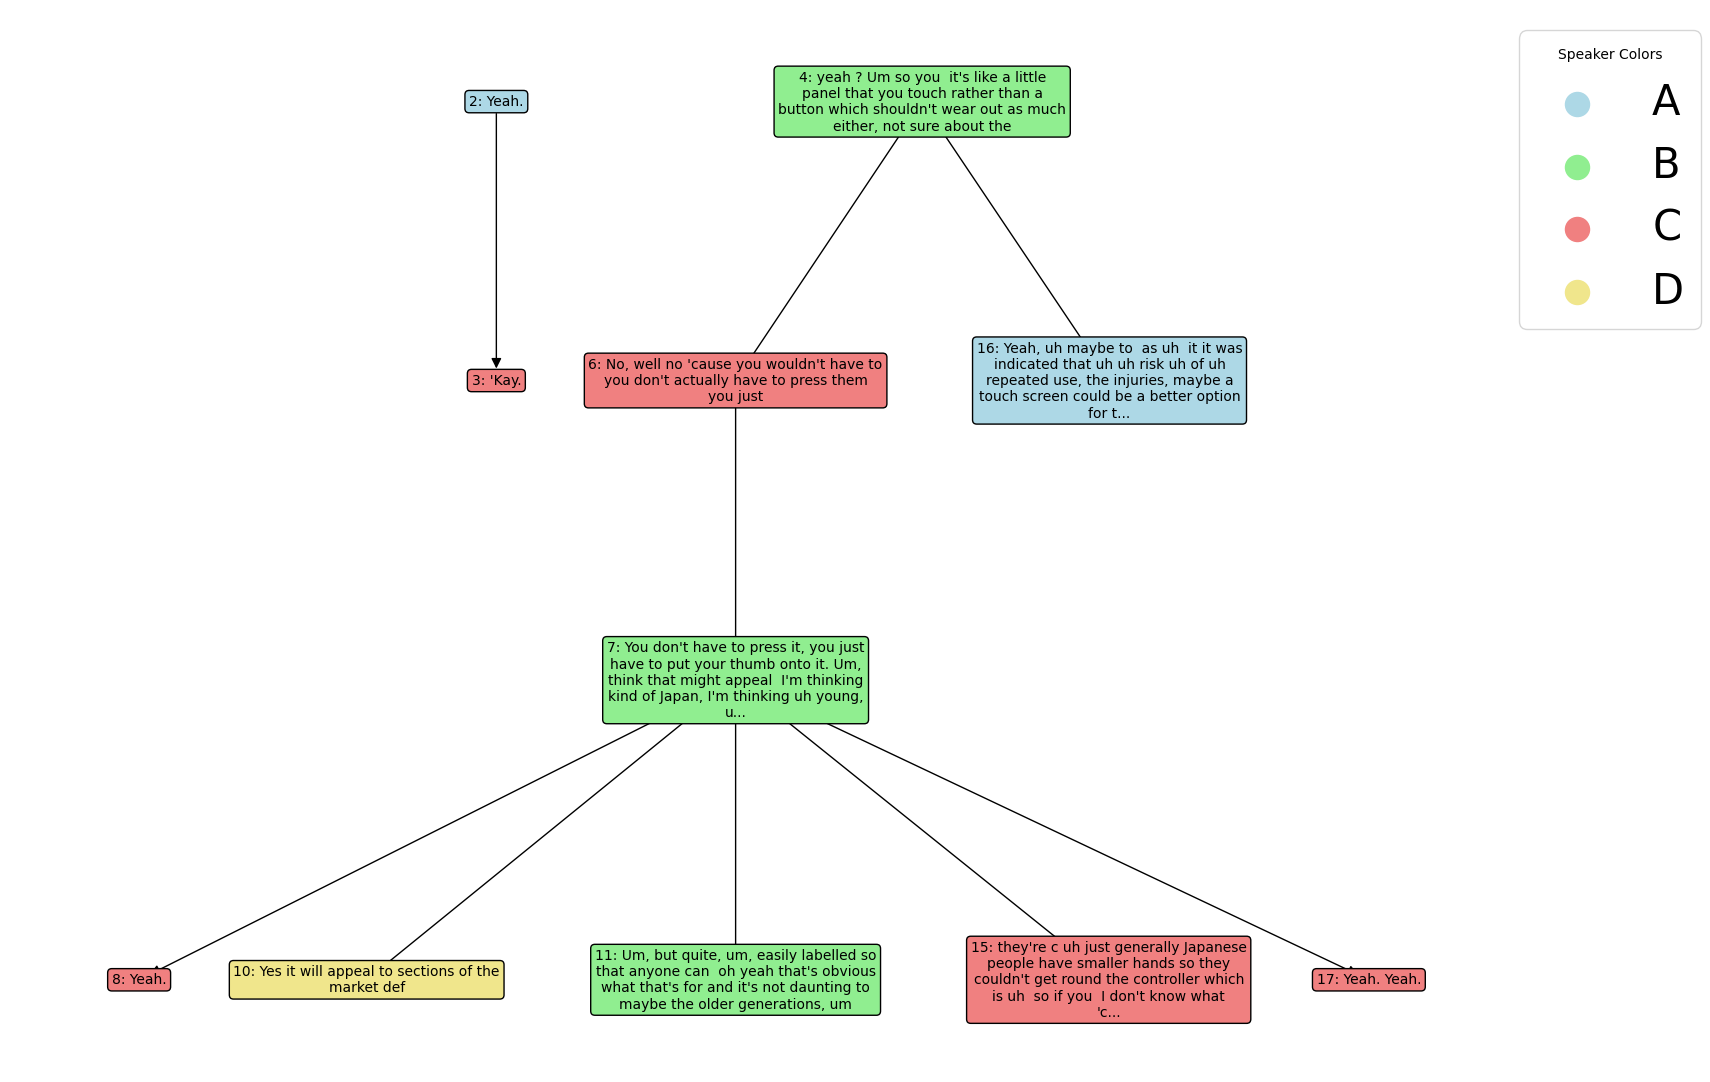 Speaker Colors
A
B
C
D
2: Yeah.
4: yeah ? Um so you  it's like a little
panel that you touch rather than a
button which shouldn't wear out as much
either, not sure about the
3: 'Kay.
6: No, well no 'cause you wouldn't have to
you don't actually have to press them
you just
16: Yeah, uh maybe to  as uh  it it was
indicated that uh uh risk uh of uh
repeated use, the injuries, maybe a
touch screen could be a better option
for t...
7: You don't have to press it, you just
have to put your thumb onto it. Um,
think that might appeal  I'm thinking
kind of Japan, I'm thinking uh young,
u...
8: Yeah.
10: Yes it will appeal to sections of the
market def
11: Um, but quite, um, easily labelled so
that anyone can  oh yeah that's obvious
what that's for and it's not daunting to
maybe the older generations, um
15: they're c uh just generally Japanese
people have smaller hands so they
couldn't get round the controller which
is uh  so if you  I don't know what
'c...
17: Yeah. Yeah.